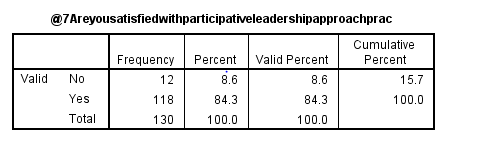 @7Areyousatisfiedwithparticipativeleadershipapproachprac
Cumulative
Frequency Percent Valid Percent Percent
Valid No 12 8.6 8.6 15.7
Yes 118 84.3 84.3 100.0
Total 130 100.0 100.0